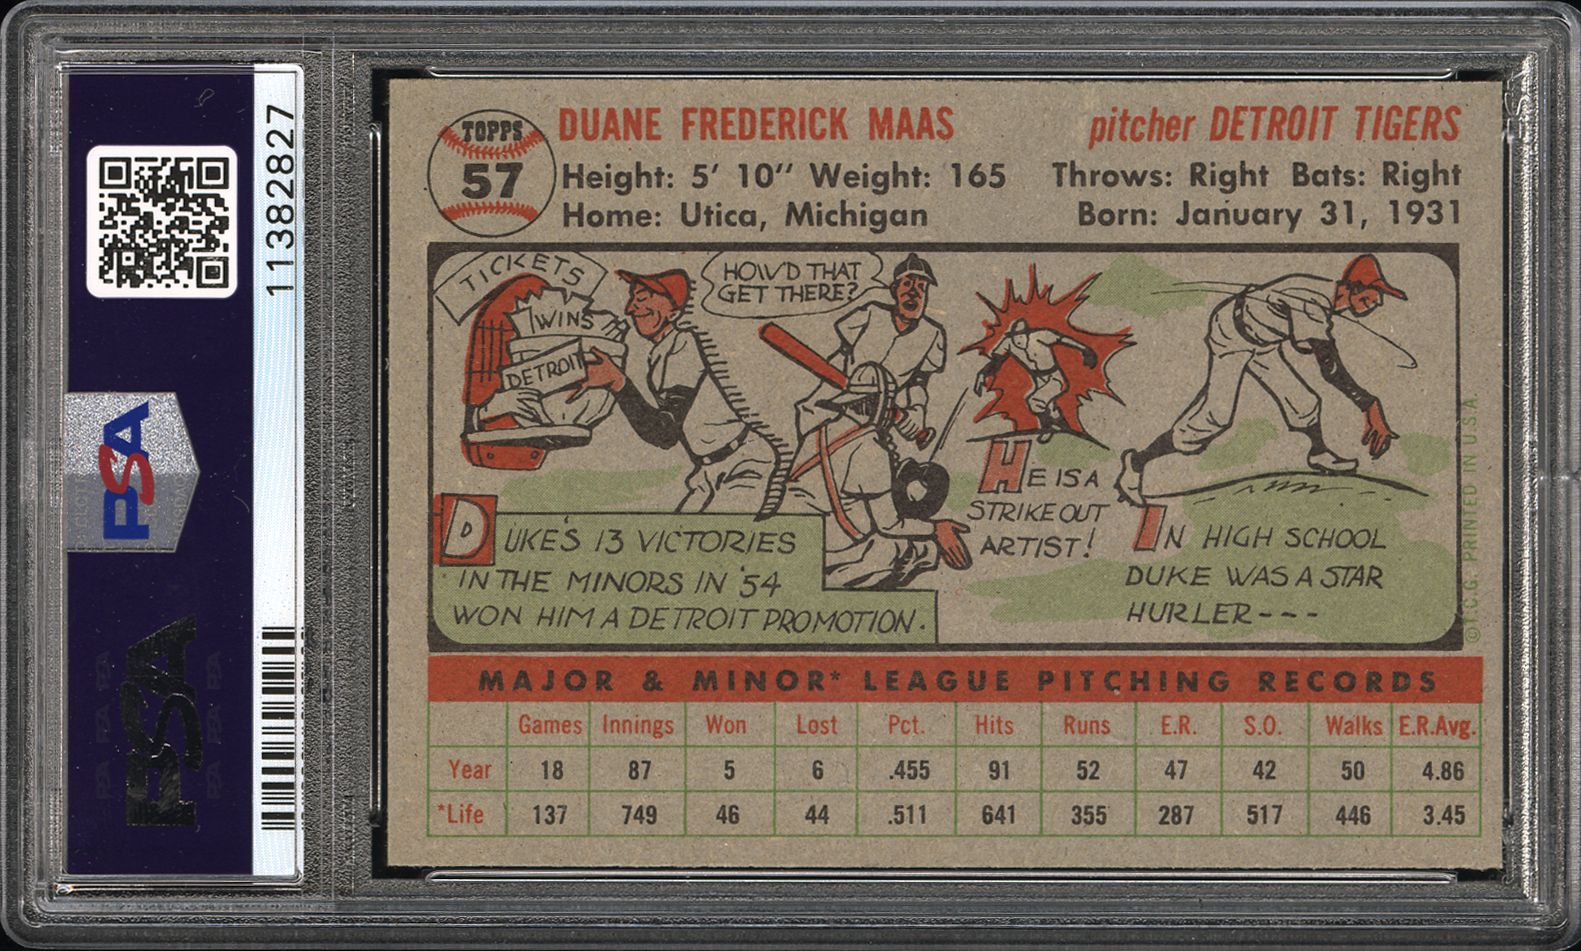 11382827
PSA
PSA
TOPPS
57
DUANE FREDERICK MAAS
pitcher DETROIT TIGERS
Height: 5' 10" Weight: 165 Throws: Right Bats: Right
Home: Utica, Michigan Born: January 31, 1931
TICKETS
WINS
DETROIT
HOW'D THAT
GET THERE?
DUKE'S 13 VICTORIES
IN THE MINORS IN '54
WON HIM A DETROIT PROMOTION.
HE IS A
STRIKEOUT
ARTIST!
IN HIGH SCHOOL
DUKE WAS A STAR
HURLER---
©T.C.G. PRINTED IN U.S.A.
MAJOR & MINOR* LEAGUE PITCHING RECORDS
Games Innings Won Lost Pct. Hits Runs E.R. S.O. Walks E.R.Avg.
Year 18 87 5 6 .455 91 52 47 42 50 4.86
*Life 137 749 46 44 .511 641 355 287 517 446 3.45